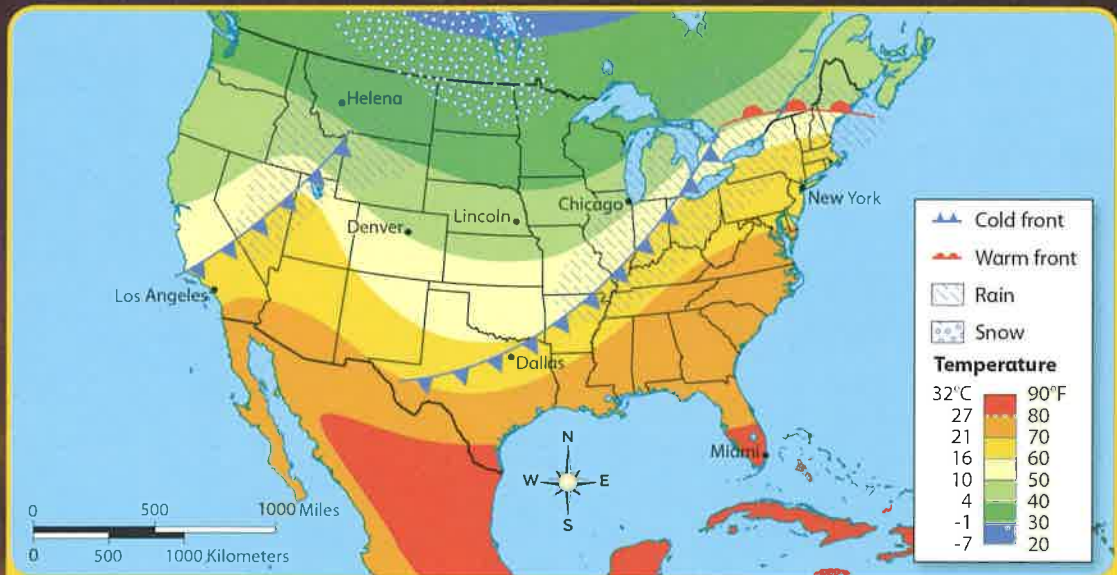 Helena
Chicago
New York
Lincoln
Denver
Los Angeles
Dallas
Miami
N
W E
S
0 500 1000 Miles
0 500 1000 Kilometers
Cold front
Warm front
Rain
Snow
Temperature
32°C 90°F
27 80
21 70
16 60
10 50
4 40
-1 30
-7 20